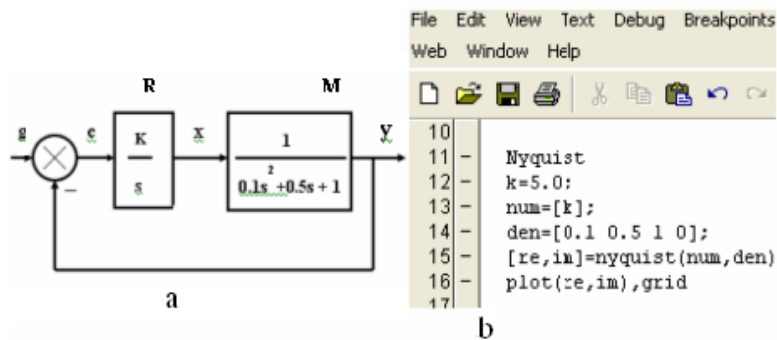 R
M
g
e
K
s
x
1
0.1s²+0.5s+1
y
−
a
File Edit View Text Debug Breakpoints
Web Window Help
10
11 – Nyquist
12 – k=5.0;
13 – num=[k];
14 – den=[0.1 0.5 1 0];
15 – [re,im]=nyquist(num,den)
16 – plot(re,im),grid
17
b